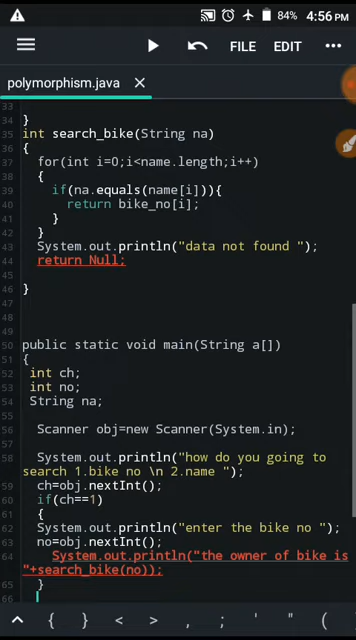 84% 4:56 PM
FILE EDIT
polymorphism.java
33
34 }
35 int search_bike(String na)
36 {
37 for(int i=0;i<name.length;i++)
38 {
39 if(na.equals(name[i])){
40 return bike_no[i];
41 }
42 }
43 System.out.println("data not found ");
44 return Null;
45
46 }
47
48
49
50 public static void main(String a[])
51 {
52 int ch;
53 int no;
54 String na;
55
56 Scanner obj=new Scanner(System.in);
57
58 System.out.println("how do you going to
search 1.bike no \n 2.name ");
59 ch=obj.nextInt();
60 if(ch==1)
61 {
62 System.out.println("enter the bike no ");
63 no=obj.nextInt();
64 System.out.println("the owner of bike is
"+search_bike(no));
65 }
66
{ } < > , ; ' " (